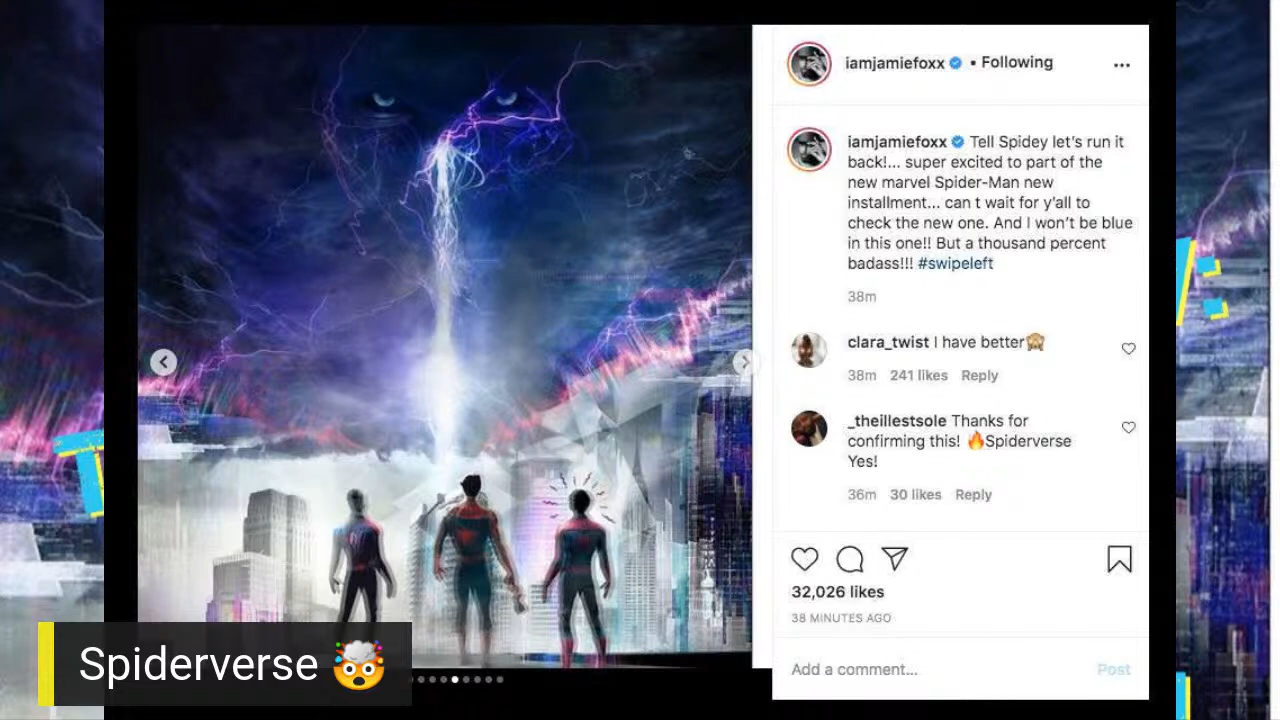 iamjamiefoxx • Following
iamjamiefoxx Tell Spidey let's run it
back!... super excited to part of the
new marvel Spider-Man new
installment... can t wait for y'all to
check the new one. And I won't be blue
in this one!! But a thousand percent
badass!!! #swipeleft
38m
clara_twist I have better🙈
38m 241 likes Reply
_theillestsole Thanks for
confirming this! 🔥Spiderverse
Yes!
36m 30 likes Reply
32,026 likes
38 MINUTES AGO
Add a comment... Post
Spiderverse 🤯